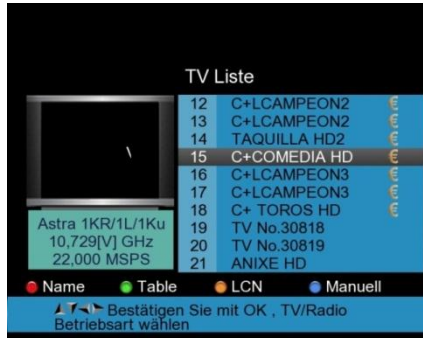 TV Liste
12 C+LCAMPEON2 €
13 C+LCAMPEON2 €
14 TAQUILLA HD2 €
15 C+COMEDIA HD €
16 C+LCAMPEON3 €
17 C+LCAMPEON3 €
18 C+ TOROS HD €
19 TV No.30818
20 TV No.30819
21 ANIXE HD
Astra 1KR/1L/1Ku
10,729[V] GHz
22,000 MSPS
Name Table LCN Manuell
Bestätigen Sie mit OK , TV/Radio
Betriebsart wählen